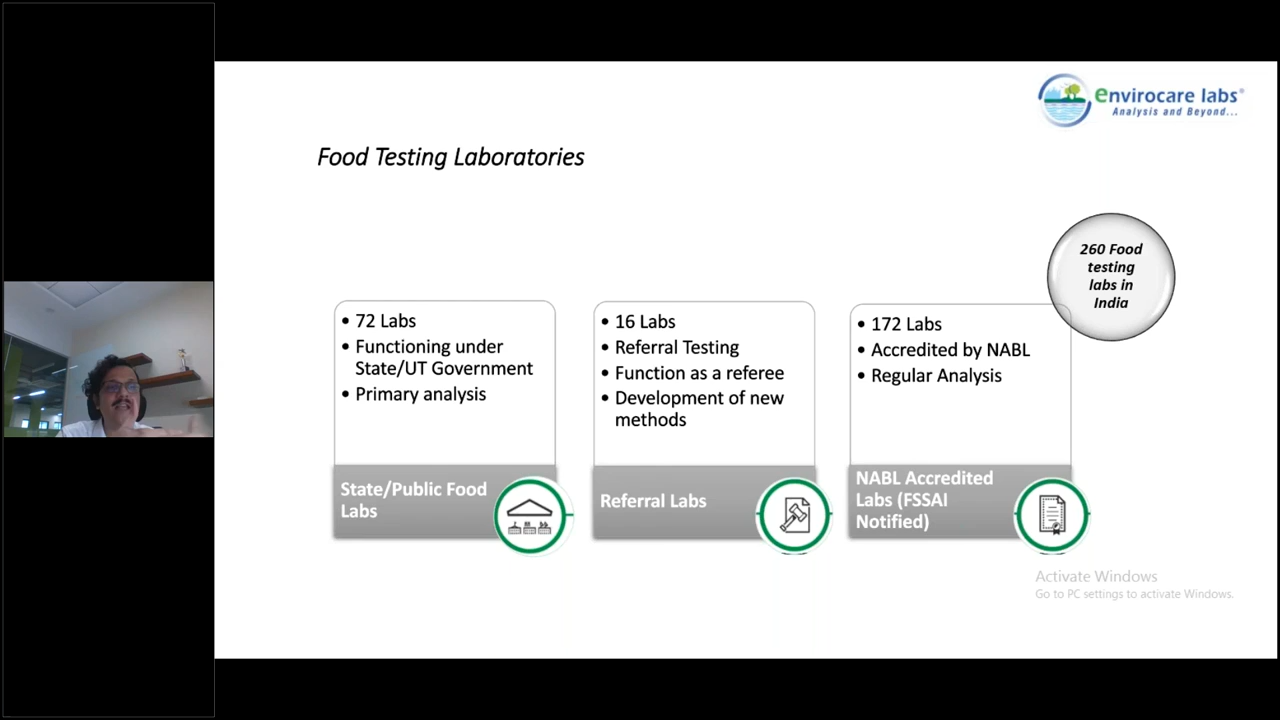 envirocare labs®
Analysis and Beyond...
Food Testing Laboratories
260 Food
testing
labs in
India
• 72 Labs
• Functioning under
State/UT Government
• Primary analysis
State/Public Food
Labs
• 16 Labs
• Referral Testing
• Function as a referee
• Development of new
methods
Referral Labs
• 172 Labs
• Accredited by NABL
• Regular Analysis
NABL Accredited
Labs (FSSAI
Notified)
Activate Windows
Go to PC settings to activate Windows.